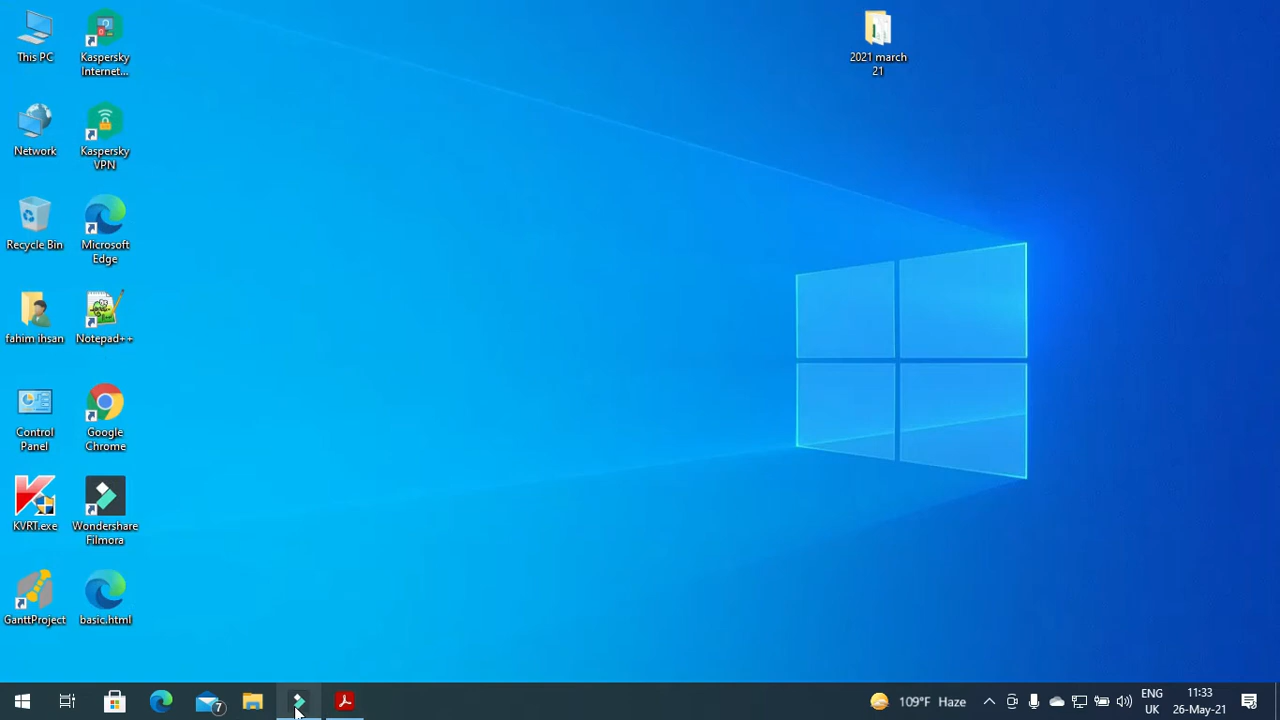 This PC
Kaspersky
Internet...
2021 march
21
Network
Kaspersky
VPN
Recycle Bin
Microsoft
Edge
fahim ihsan
Notepad++
Control
Panel
Google
Chrome
KVRT.exe
Wondershare
Filmora
GanttProject
basic.html
7
109°F Haze
ENG
UK
11:33
26-May-21